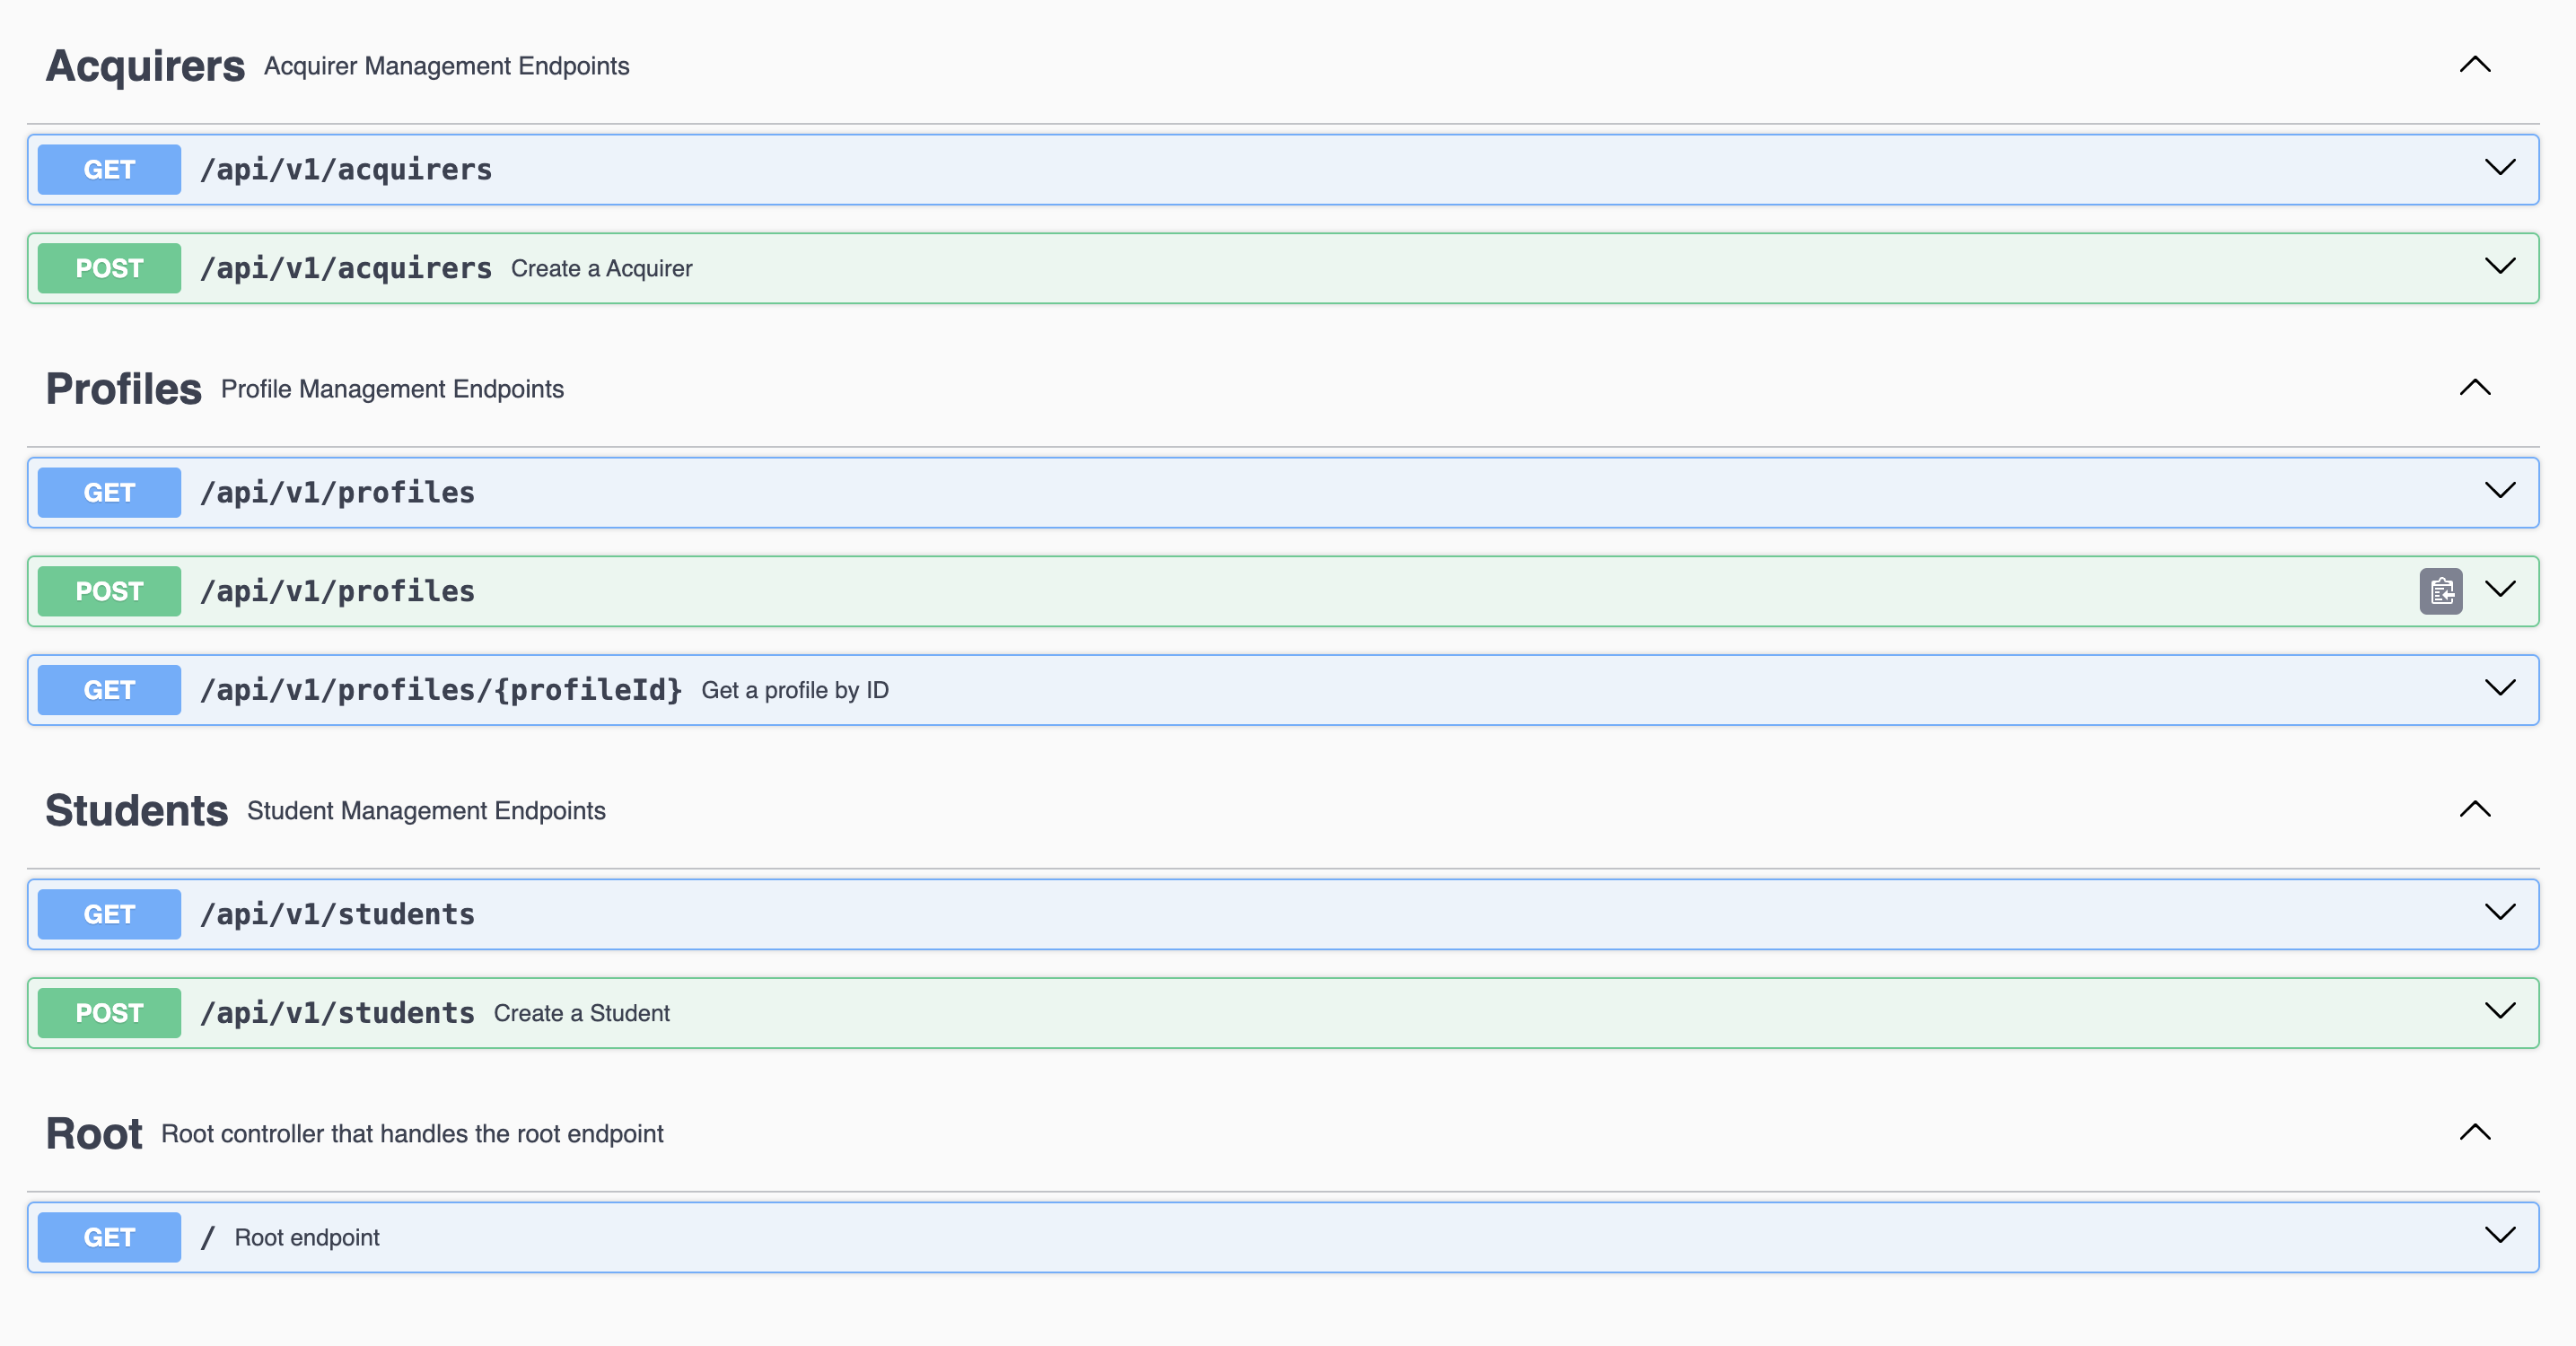 Acquirers Acquirer Management Endpoints
GET /api/v1/acquirers
POST /api/v1/acquirers Create a Acquirer
Profiles Profile Management Endpoints
GET /api/v1/profiles
POST /api/v1/profiles
GET /api/v1/profiles/{profileId} Get a profile by ID
Students Student Management Endpoints
GET /api/v1/students
POST /api/v1/students Create a Student
Root Root controller that handles the root endpoint
GET / Root endpoint